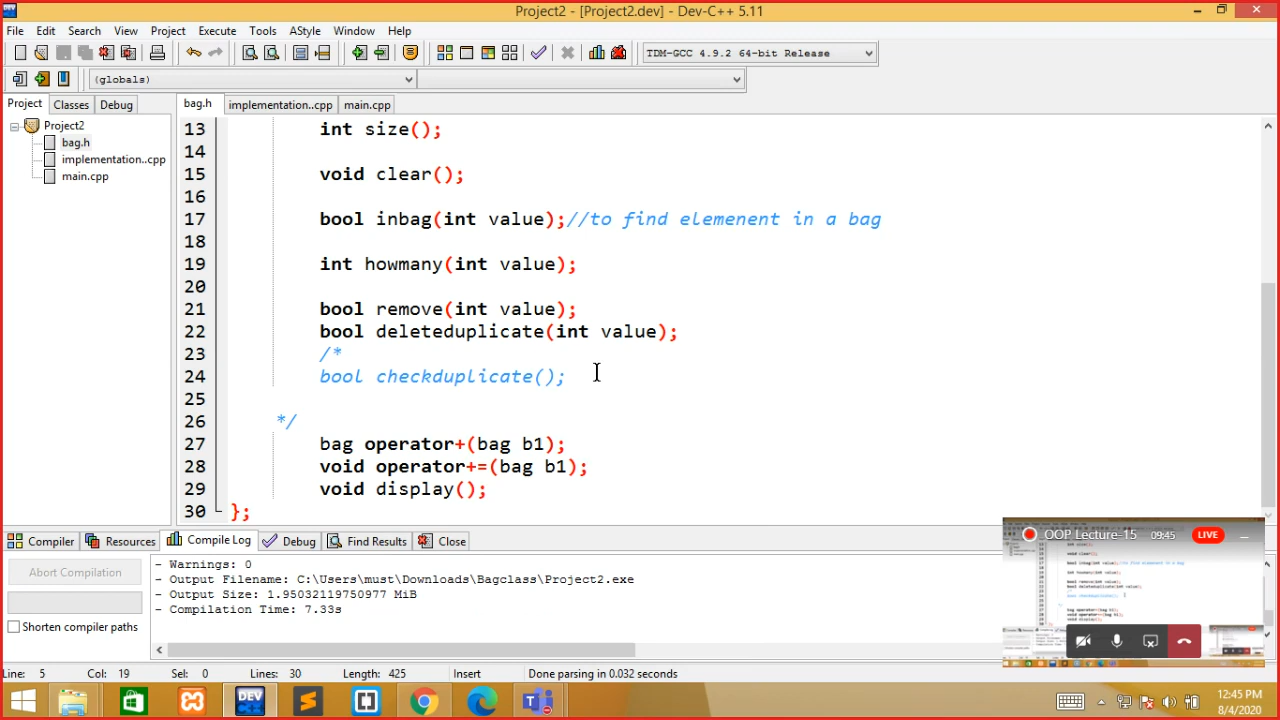 Project2 - [Project2.dev] - Dev-C++ 5.11
File Edit Search View Project Execute Tools AStyle Window Help
TDM-GCC 4.9.2 64-bit Release
(globals)
Project Classes Debug
bag.h implementation..cpp main.cpp
Project2
bag.h
implementation..cpp
main.cpp
13 int size();
14
15 void clear();
16
17 bool inbag(int value);//to find elemenent in a bag
18
19 int howmany(int value);
20
21 bool remove(int value);
22 bool deleteduplicate(int value);
23 /*
24 bool checkduplicate();
25
26 */
27 bag operator+(bag b1);
28 void operator+=(bag b1);
29 void display();
30 };
Compiler Resources Compile Log Debug Find Results Close
Abort Compilation
Shorten compiler paths
- Warnings: 0
- Output Filename: C:\Users\must\Downloads\Bagclass\Project2.exe
- Output Size: 1.95032119750977 MiB
- Compilation Time: 7.33s
OOP Lecture-15 09:45 LIVE
Line: 5 Col: 19 Sel: 0 Lines: 30 Length: 425 Insert Done parsing in 0.032 seconds
DEV
12:45 PM
8/4/2020